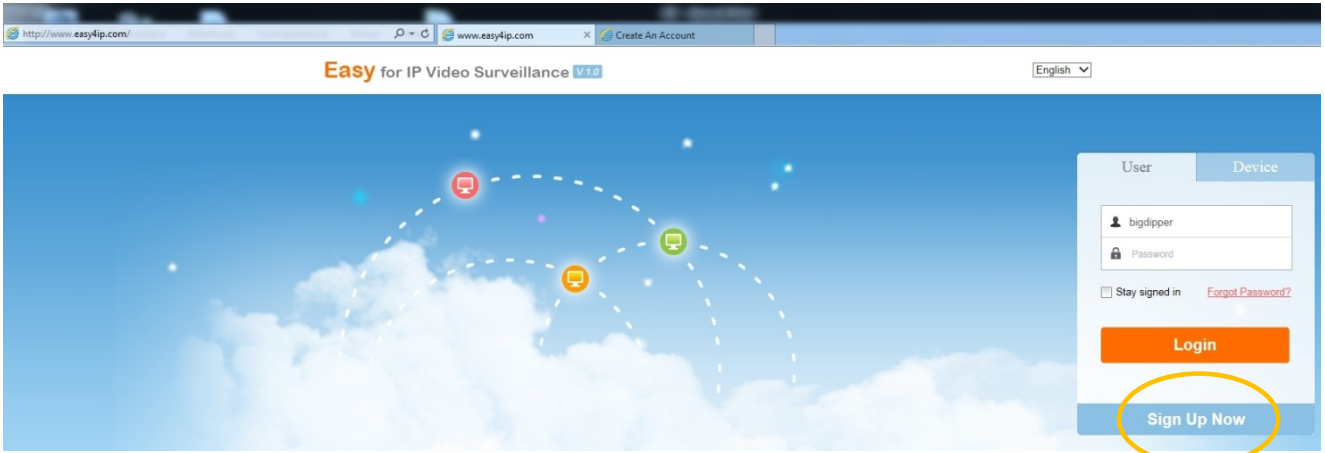 http://www.easy4ip.com/
www.easy4ip.com
Create An Account
Easy for IP Video Surveillance V 1.0
English
User Device
bigdipper
Password
Stay signed in Forgot Password?
Login
Sign Up Now